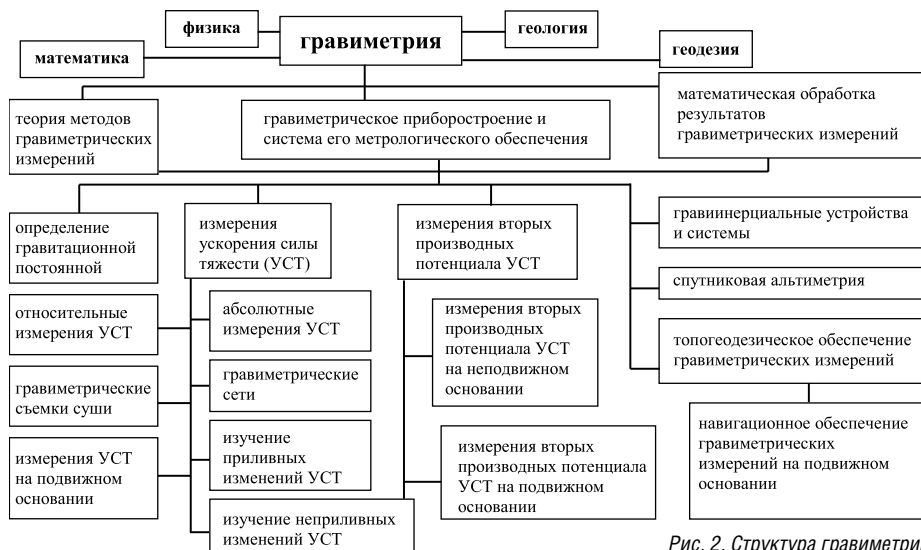 физика
гравиметрия
геология
математика
геодезия
теория методов
гравиметрических
измерений
гравиметрическое приборостроение и
система его метрологического обеспечения
математическая обработка
результатов
гравиметрических измерений
определение
гравитационной
постоянной
измерения
ускорения силы
тяжести (УСТ)
измерения вторых
производных
потенциала УСТ
гравиинерциальные устройства
и системы
спутниковая альтиметрия
относительные
измерения УСТ
абсолютные
измерения УСТ
измерения вторых
производных
потенциала УСТ
на неподвижном
основании
топогеодезическое обеспечение
гравиметрических измерений
гравиметрические
съемки суши
гравиметрические
сети
навигационное обеспечение
гравиметрических
измерений на подвижном
основании
измерения УСТ
на подвижном
основании
изучение
приливных
изменений УСТ
измерения вторых
производных потенциала
УСТ на подвижном
основании
изучение неприливных
изменений УСТ
Рис. 2. Структура гравиметри